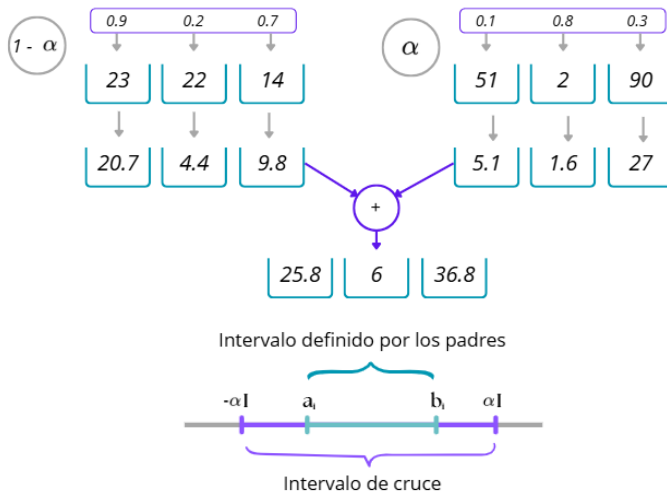 0.9 0.2 0.7
1 - α
23 22 14
20.7 4.4 9.8
0.1 0.8 0.3
α
51 2 90
5.1 1.6 27
+
25.8 6 36.8
Intervalo definido por los padres
-αI aᵢ bᵢ αI
Intervalo de cruce